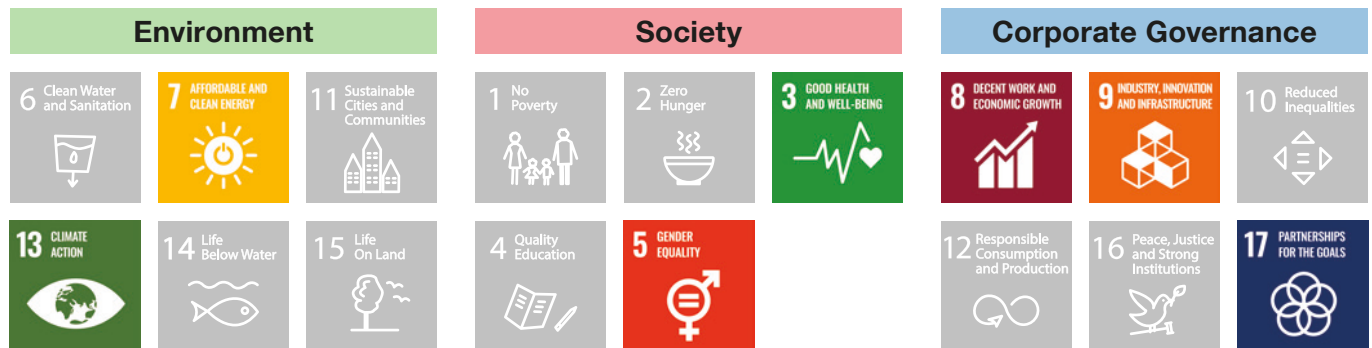 Environment
6 Clean Water
and Sanitation
7 AFFORDABLE AND
CLEAN ENERGY
11 Sustainable
Cities and
Communities
13 CLIMATE
ACTION
14 Life
Below Water
15 Life
On Land
Society
1 No
Poverty
2 Zero
Hunger
3 GOOD HEALTH
AND WELL-BEING
4 Quality
Education
5 GENDER
EQUALITY
Corporate Governance
8 DECENT WORK AND
ECONOMIC GROWTH
9 INDUSTRY, INNOVATION
AND INFRASTRUCTURE
10 Reduced
Inequalities
12 Responsible
Consumption
and Production
16 Peace, Justice
and Strong
Institutions
17 PARTNERSHIPS
FOR THE GOALS